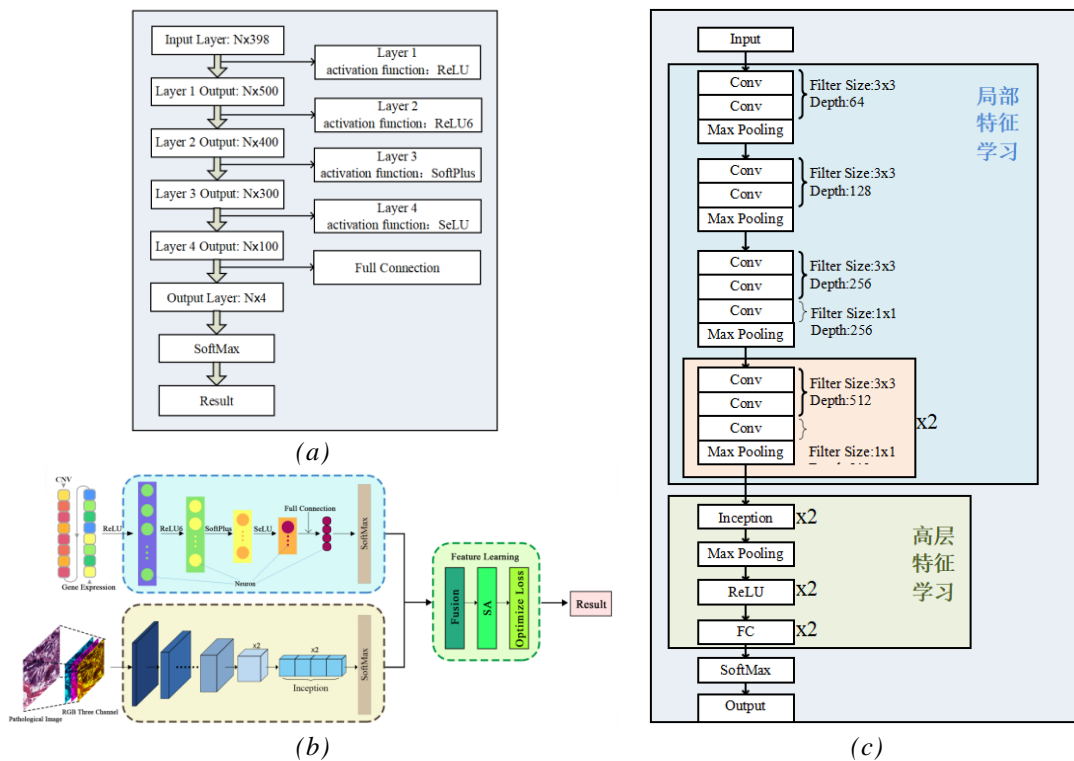 Input Layer: Nx398
Layer 1
activation function：ReLU
Layer 1 Output: Nx500
Layer 2
activation function：ReLU6
Layer 2 Output: Nx400
Layer 3
activation function：SoftPlus
Layer 3 Output: Nx300
Layer 4
activation function：SeLU
Layer 4 Output: Nx100
Full Connection
Output Layer: Nx4
SoftMax
Result
(a)
CNV
Gene Expression
ReLU
ReLU6
SoftPlus
SeLU
Full Connection
Neuron
SoftMax
Pathological Image
RGB Three Channel
x2
x2
Inception
SoftMax
Feature Learning
Fusion
SA
Optimize Loss
Result
(b)
Input
Conv
Conv
Max Pooling
Filter Size:3x3
Depth:64
局部
特征
学习
Conv
Conv
Max Pooling
Filter Size:3x3
Depth:128
Conv
Conv
Conv
Max Pooling
Filter Size:3x3
Depth:256
Filter Size:1x1
Depth:256
Conv
Conv
Conv
Max Pooling
Filter Size:3x3
Depth:512
Filter Size:1x1
x2
Inception
x2
Max Pooling
ReLU
x2
FC
x2
高层
特征
学习
SoftMax
Output
(c)